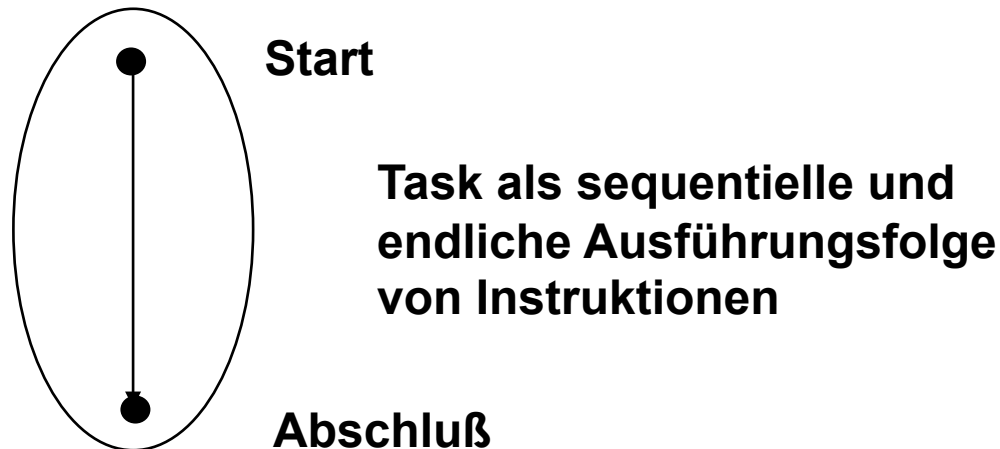 Start
Task als sequentielle und
endliche Ausführungsfolge
von Instruktionen
Abschluß